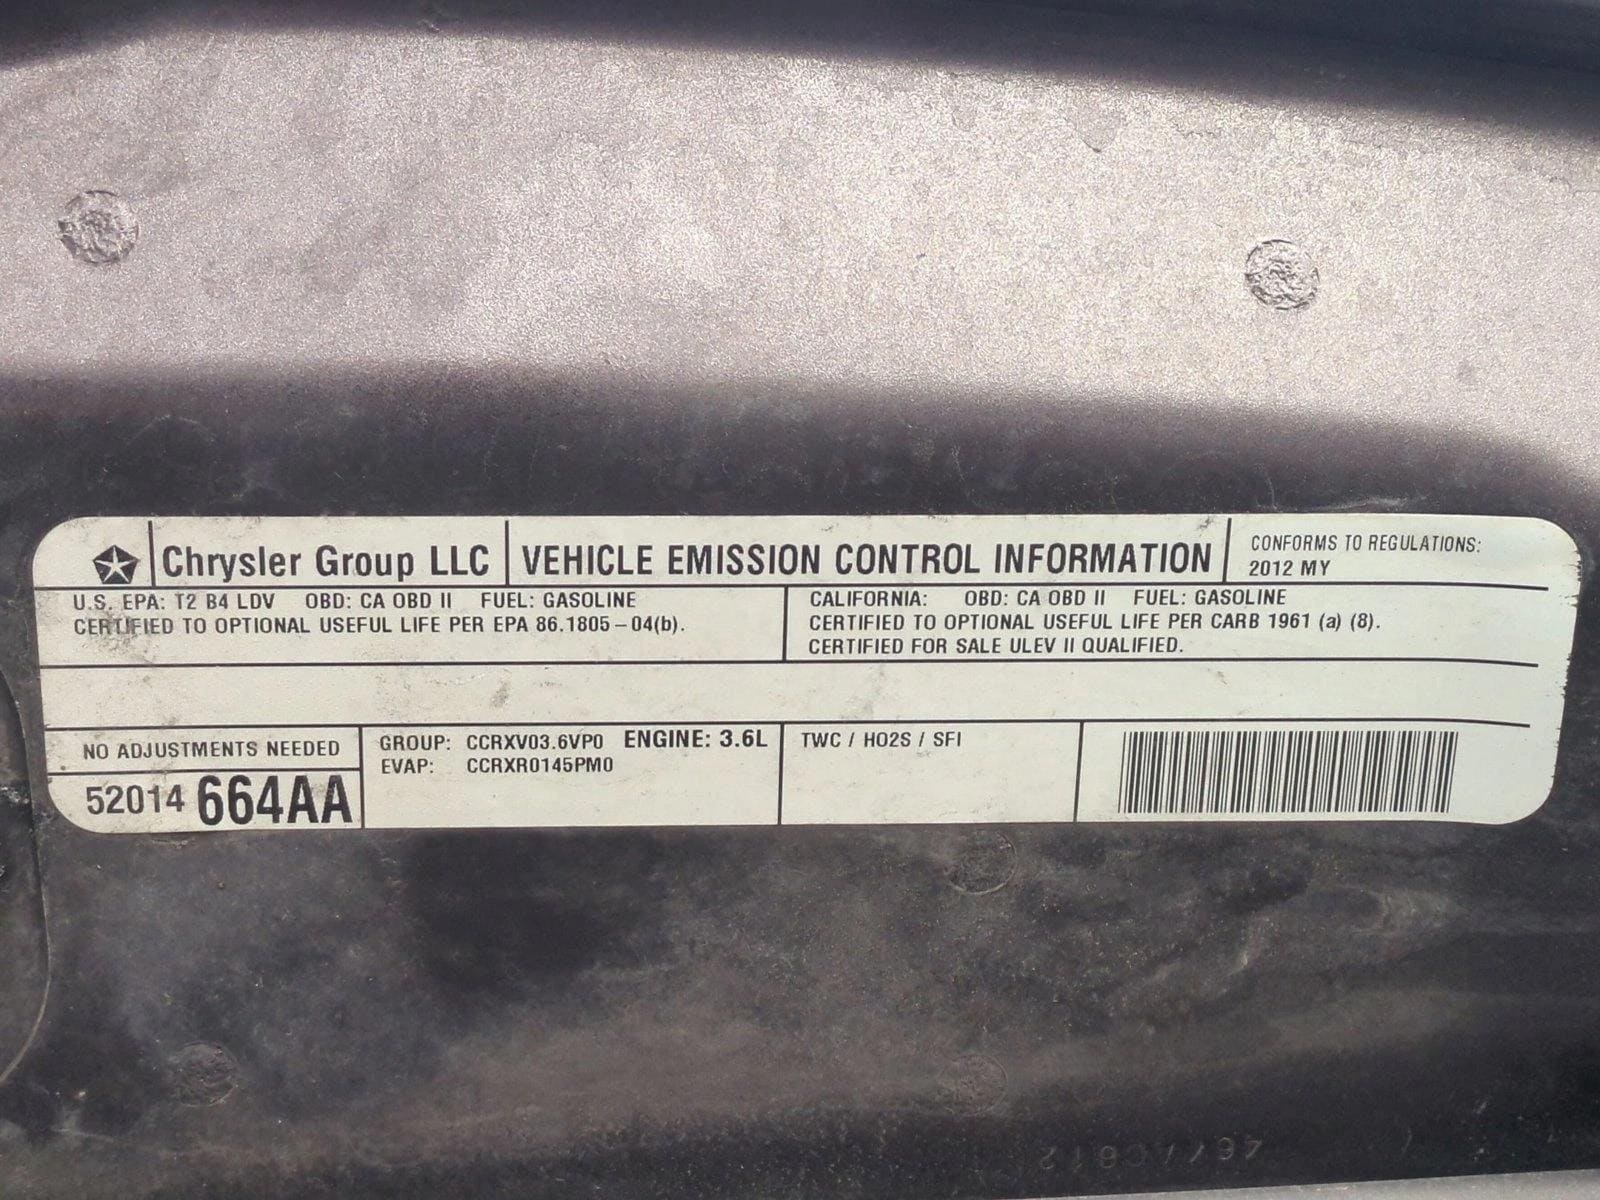 Chrysler Group LLC VEHICLE EMISSION CONTROL INFORMATION
CONFORMS TO REGULATIONS:
2012 MY
U.S. EPA: T2 B4 LDV OBD: CA OBD II FUEL: GASOLINE
CERTIFIED TO OPTIONAL USEFUL LIFE PER EPA 86.1805-04(b).
CALIFORNIA: OBD: CA OBD II FUEL: GASOLINE
CERTIFIED TO OPTIONAL USEFUL LIFE PER CARB 1961 (a) (8).
CERTIFIED FOR SALE ULEV II QUALIFIED.
NO ADJUSTMENTS NEEDED
52014 664AA
GROUP: CCRXV03.6VP0 ENGINE: 3.6L
EVAP: CCRXR0145PM0
TWC / HO2S / SFI